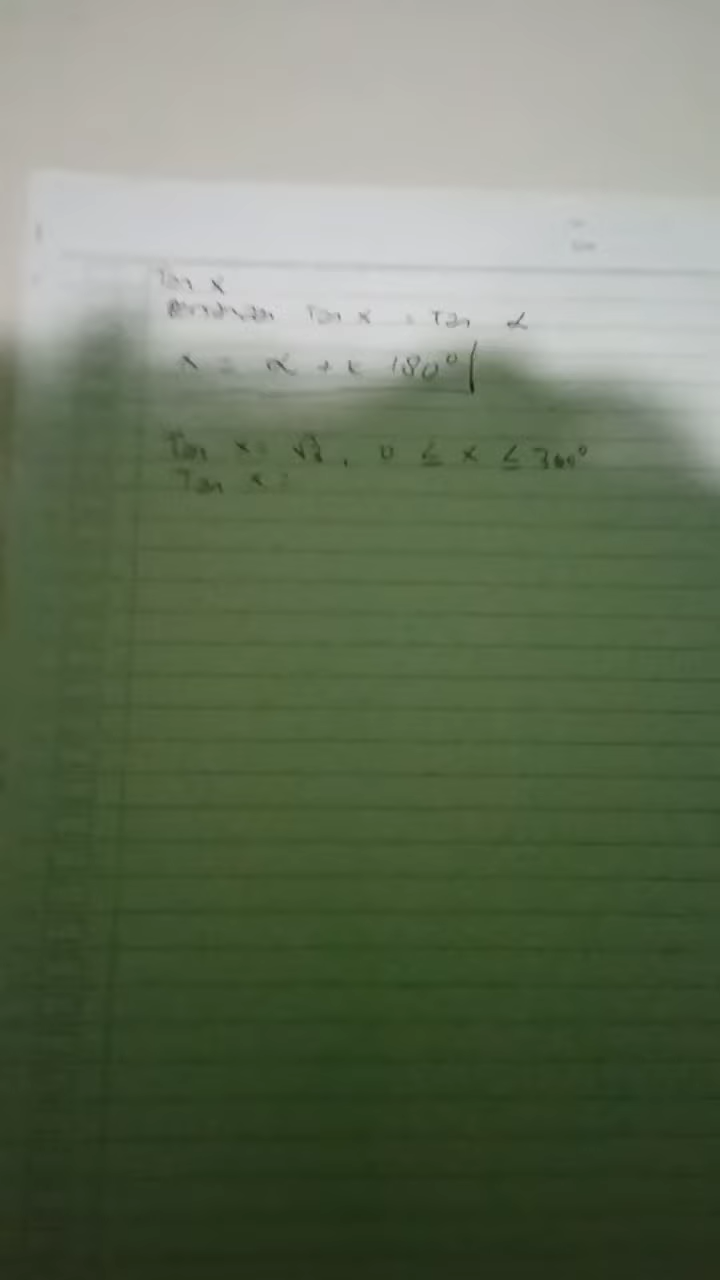 Tan x
Tan x = Tan α
x = α + k 180°
Tan x = √3, 0 ≤ x ≤ 360°
Tan x =